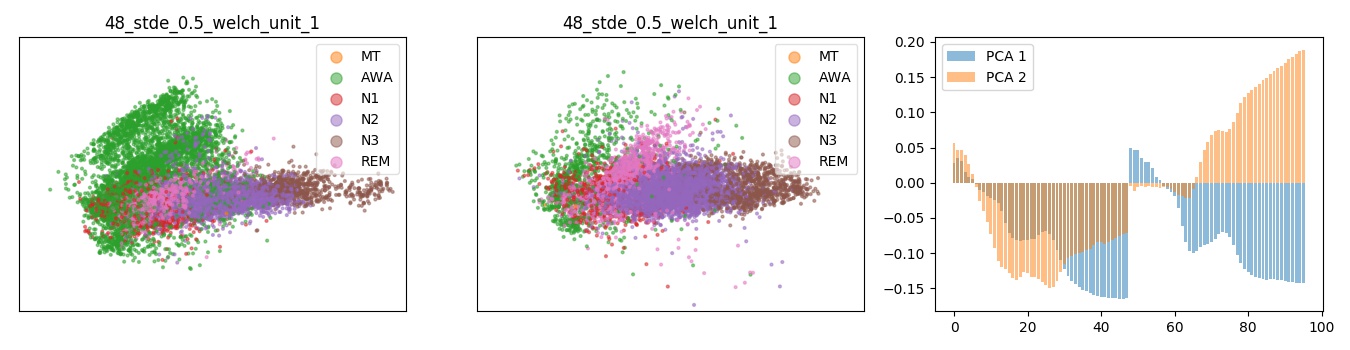 48_stde_0.5_welch_unit_1
MT
AWA
N1
N2
N3
REM
48_stde_0.5_welch_unit_1
MT
AWA
N1
N2
N3
REM
PCA 1
PCA 2
0.20
0.15
0.10
0.05
0.00
−0.05
−0.10
−0.15
0 20 40 60 80 100